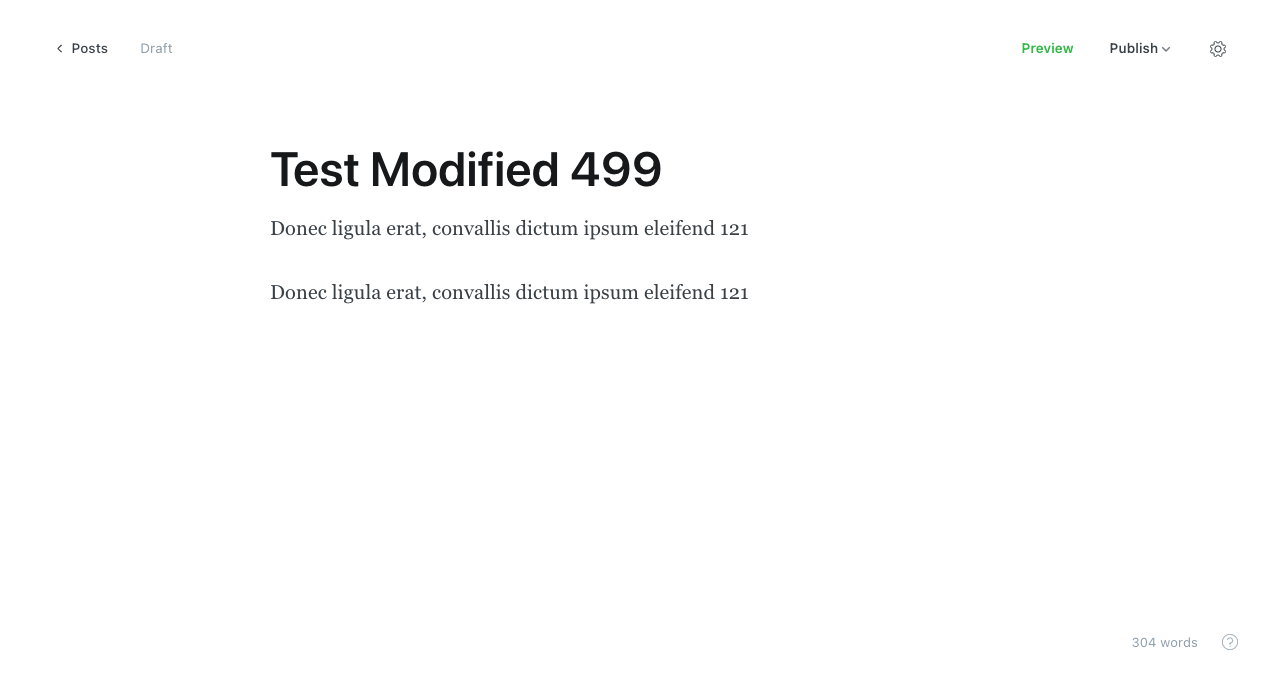 Posts Draft Preview Publish
Test Modified 499
Donec ligula erat, convallis dictum ipsum eleifend 121
Donec ligula erat, convallis dictum ipsum eleifend 121
304 words